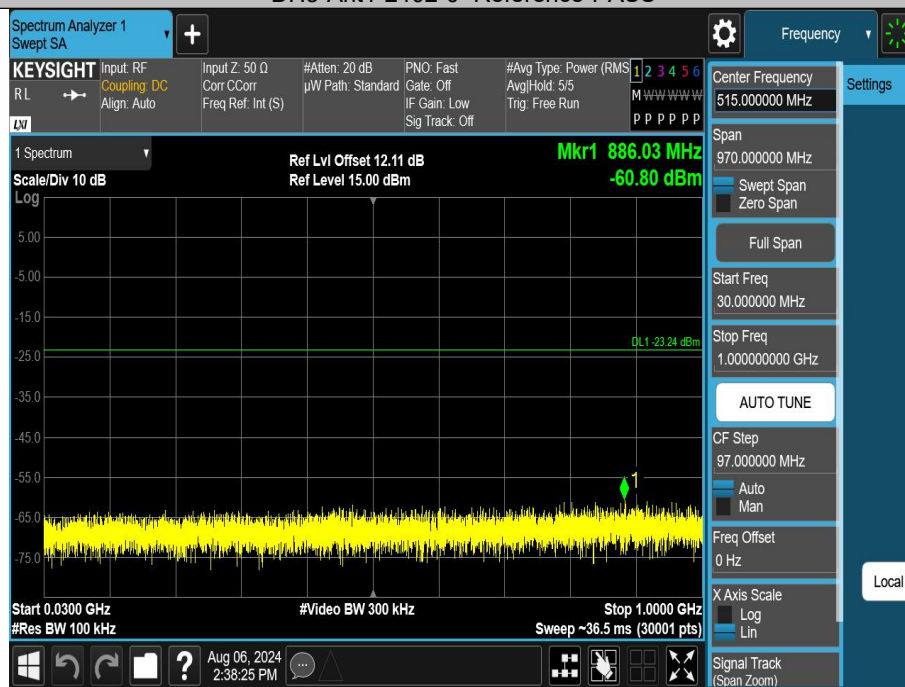 Spectrum Analyzer 1
Swept SA
Frequency
KEYSIGHT
RL
LXI
Input: RF
Coupling: DC
Align: Auto
Input Z: 50 Ω
Corr CCorr
Freq Ref: Int (S)
#Atten: 20 dB
µW Path: Standard
PNO: Fast
Gate: Off
IF Gain: Low
Sig Track: Off
#Avg Type: Power (RMS
Avg|Hold: 5/5
Trig: Free Run
1 2 3 4 5 6
M W W W W W
P P P P P P
1 Spectrum
Scale/Div 10 dB
Log
Ref Lvl Offset 12.11 dB
Ref Level 15.00 dBm
Mkr1 886.03 MHz
-60.80 dBm
5.00
-5.00
-15.0
DL1 -23.24 dBm
-25.0
-35.0
-45.0
-55.0
1
-65.0
-75.0
Start 0.0300 GHz
#Res BW 100 kHz
#Video BW 300 kHz
Stop 1.0000 GHz
Sweep ~36.5 ms (30001 pts)
Aug 06, 2024
2:38:25 PM
Center Frequency
515.000000 MHz
Span
970.000000 MHz
Swept Span
Zero Span
Full Span
Start Freq
30.000000 MHz
Stop Freq
1.000000000 GHz
AUTO TUNE
CF Step
97.000000 MHz
Auto
Man
Freq Offset
0 Hz
X Axis Scale
Log
Lin
Signal Track
(Span Zoom)
Settings
Local